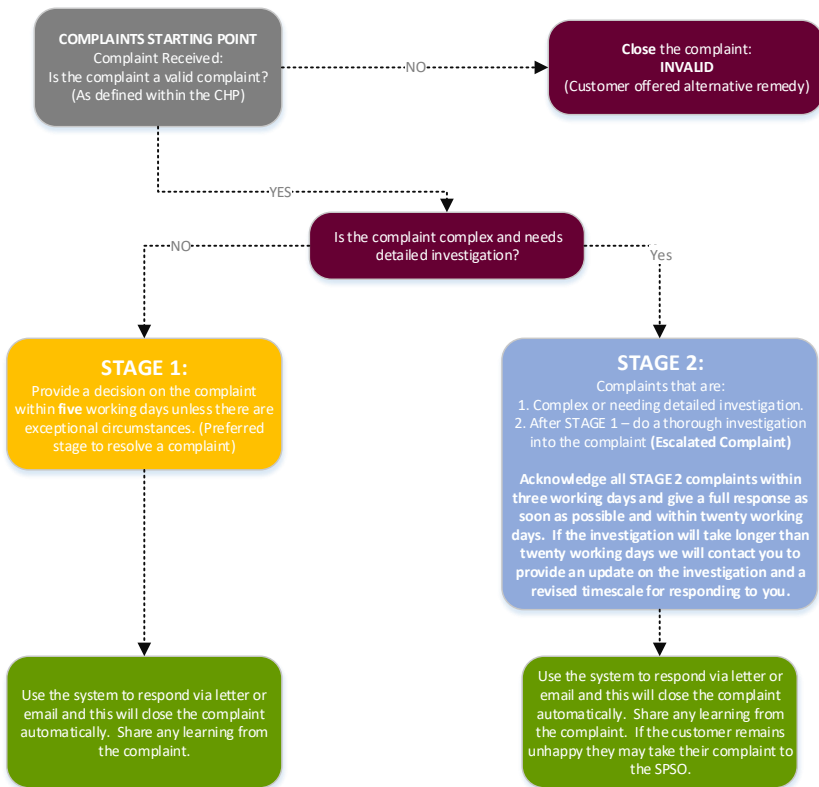 COMPLAINTS STARTING POINT
Complaint Received:
Is the complaint a valid complaint?
(As defined within the CHP)
NO
Close the complaint:
INVALID
(Customer offered alternative remedy)
YES
Is the complaint complex and needs
detailed investigation?
NO
Yes
STAGE 1:
Provide a decision on the complaint
within five working days unless there are
exceptional circumstances. (Preferred
stage to resolve a complaint)
STAGE 2:
Complaints that are:
1. Complex or needing detailed investigation.
2. After STAGE 1 – do a thorough investigation
into the complaint (Escalated Complaint)
Acknowledge all STAGE 2 complaints within
three working days and give a full response as
soon as possible and within twenty working
days. If the investigation will take longer than
twenty working days we will contact you to
provide an update on the investigation and a
revised timescale for responding to you.
Use the system to respond via letter or
email and this will close the complaint
automatically. Share any learning from
the complaint.
Use the system to respond via letter or
email and this will close the complaint
automatically. Share any learning from
the complaint. If the customer remains
unhappy they may take their complaint to
the SPSO.